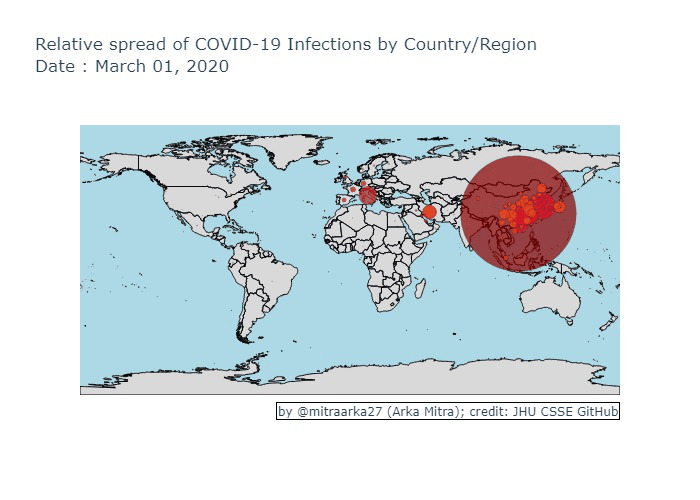 Relative spread of COVID-19 Infections by Country/Region
Date : March 01, 2020
by @mitraarka27 (Arka Mitra); credit: JHU CSSE GitHub